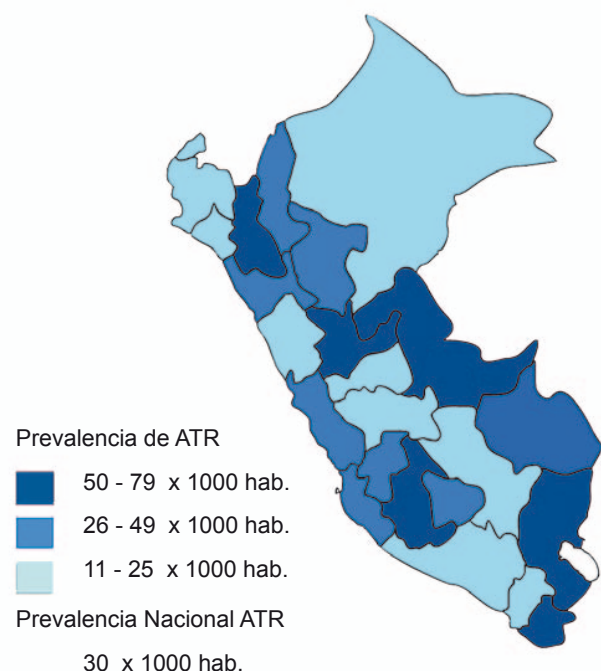 Prevalencia de ATR
50 - 79 x 1000 hab.
26 - 49 x 1000 hab.
11 - 25 x 1000 hab.
Prevalencia Nacional ATR
30 x 1000 hab.